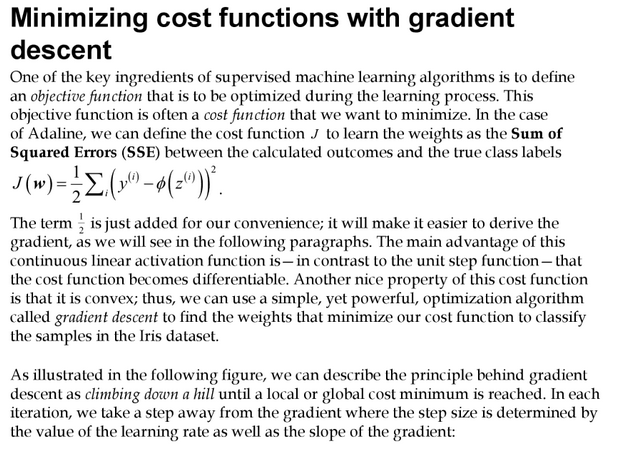 Minimizing cost functions with gradient
descent
One of the key ingredients of supervised machine learning algorithms is to define
an objective function that is to be optimized during the learning process. This
objective function is often a cost function that we want to minimize. In the case
of Adaline, we can define the cost function J to learn the weights as the Sum of
Squared Errors (SSE) between the calculated outcomes and the true class labels
J(w) = 1/2 ∑ᵢ (y⁽ⁱ⁾ − ϕ(z⁽ⁱ⁾))².
The term 1/2 is just added for our convenience; it will make it easier to derive the
gradient, as we will see in the following paragraphs. The main advantage of this
continuous linear activation function is—in contrast to the unit step function—that
the cost function becomes differentiable. Another nice property of this cost function
is that it is convex; thus, we can use a simple, yet powerful, optimization algorithm
called gradient descent to find the weights that minimize our cost function to classify
the samples in the Iris dataset.
As illustrated in the following figure, we can describe the principle behind gradient
descent as climbing down a hill until a local or global cost minimum is reached. In each
iteration, we take a step away from the gradient where the step size is determined by
the value of the learning rate as well as the slope of the gradient: